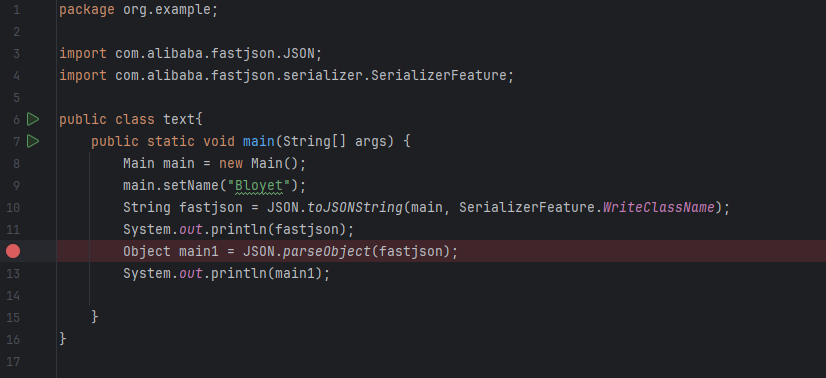 1 package org.example;
2
3 import com.alibaba.fastjson.JSON;
4 import com.alibaba.fastjson.serializer.SerializerFeature;
5
6 public class text{
7 public static void main(String[] args) {
8 Main main = new Main();
9 main.setName("Bloyet");
10 String fastjson = JSON.toJSONString(main, SerializerFeature.WriteClassName);
11 System.out.println(fastjson);
Object main1 = JSON.parseObject(fastjson);
13 System.out.println(main1);
14
15 }
16 }
17